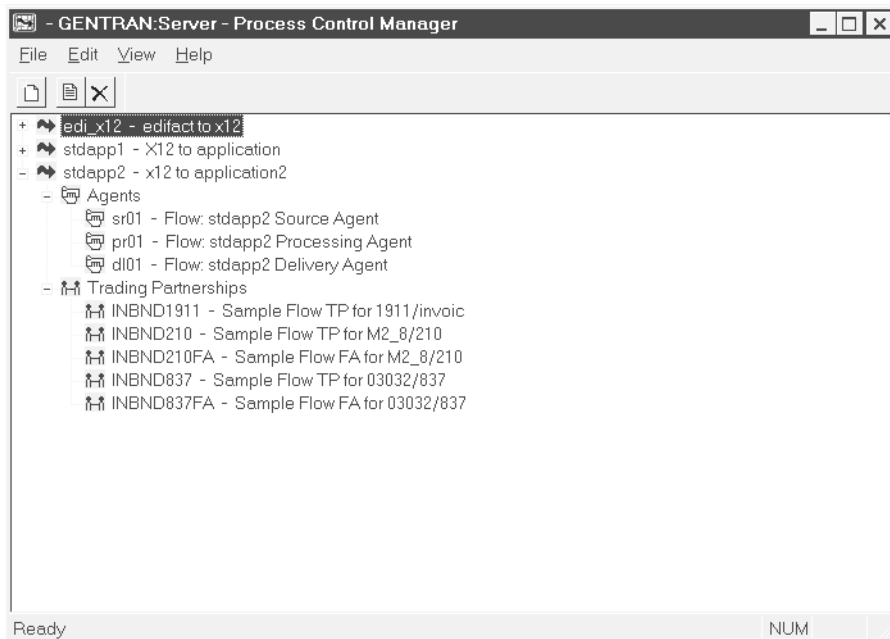 - GENTRAN:Server - Process Control Manager
File Edit View Help
edi_x12 - edifact to x12
stdapp1 - X12 to application
stdapp2 - x12 to application2
Agents
sr01 - Flow: stdapp2 Source Agent
pr01 - Flow: stdapp2 Processing Agent
dl01 - Flow: stdapp2 Delivery Agent
Trading Partnerships
INBND1911 - Sample Flow TP for 1911/invoic
INBND210 - Sample Flow TP for M2_8/210
INBND210FA - Sample Flow FA for M2_8/210
INBND837 - Sample Flow TP for 03032/837
INBND837FA - Sample Flow FA for 03032/837
Ready NUM